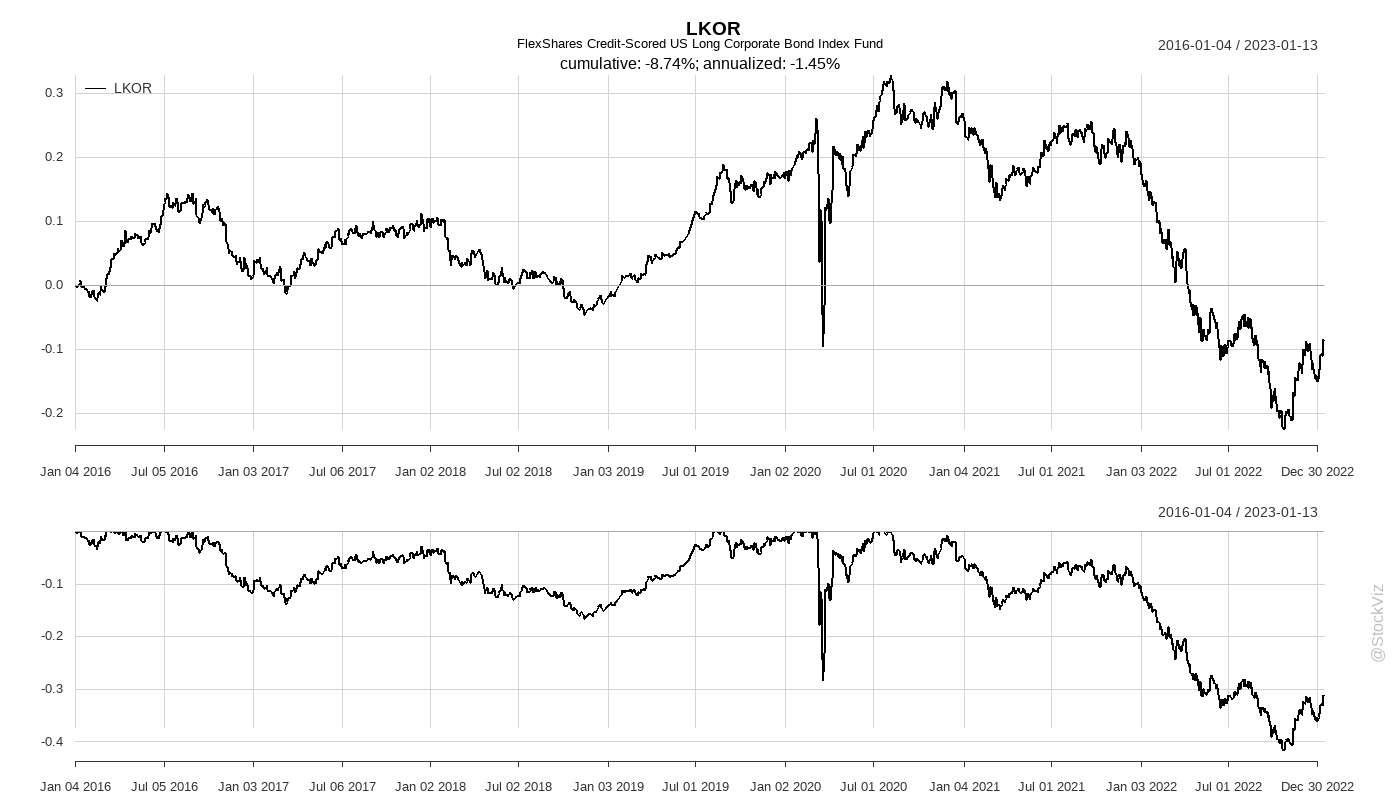 LKOR
FlexShares Credit-Scored US Long Corporate Bond Index Fund
cumulative: -8.74%; annualized: -1.45%
2016-01-04 / 2023-01-13
LKOR
0.3
0.2
0.1
0.0
-0.1
-0.2
Jan 04 2016 Jul 05 2016 Jan 03 2017 Jul 06 2017 Jan 02 2018 Jul 02 2018 Jan 03 2019 Jul 01 2019 Jan 02 2020 Jul 01 2020 Jan 04 2021 Jul 01 2021 Jan 03 2022 Jul 01 2022 Dec 30 2022
2016-01-04 / 2023-01-13
-0.1
-0.2
-0.3
-0.4
Jan 04 2016 Jul 05 2016 Jan 03 2017 Jul 06 2017 Jan 02 2018 Jul 02 2018 Jan 03 2019 Jul 01 2019 Jan 02 2020 Jul 01 2020 Jan 04 2021 Jul 01 2021 Jan 03 2022 Jul 01 2022 Dec 30 2022
@StockViz